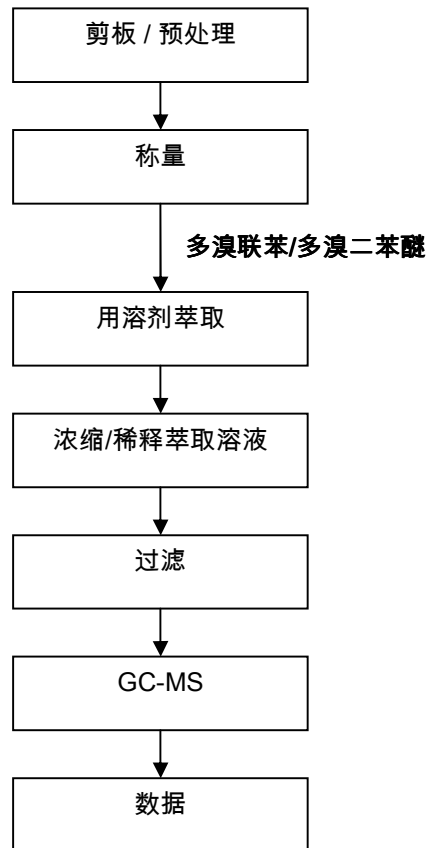 剪板 / 预处理
称量
多溴联苯/多溴二苯醚
用溶剂萃取
浓缩/稀释萃取溶液
过滤
GC-MS
数据